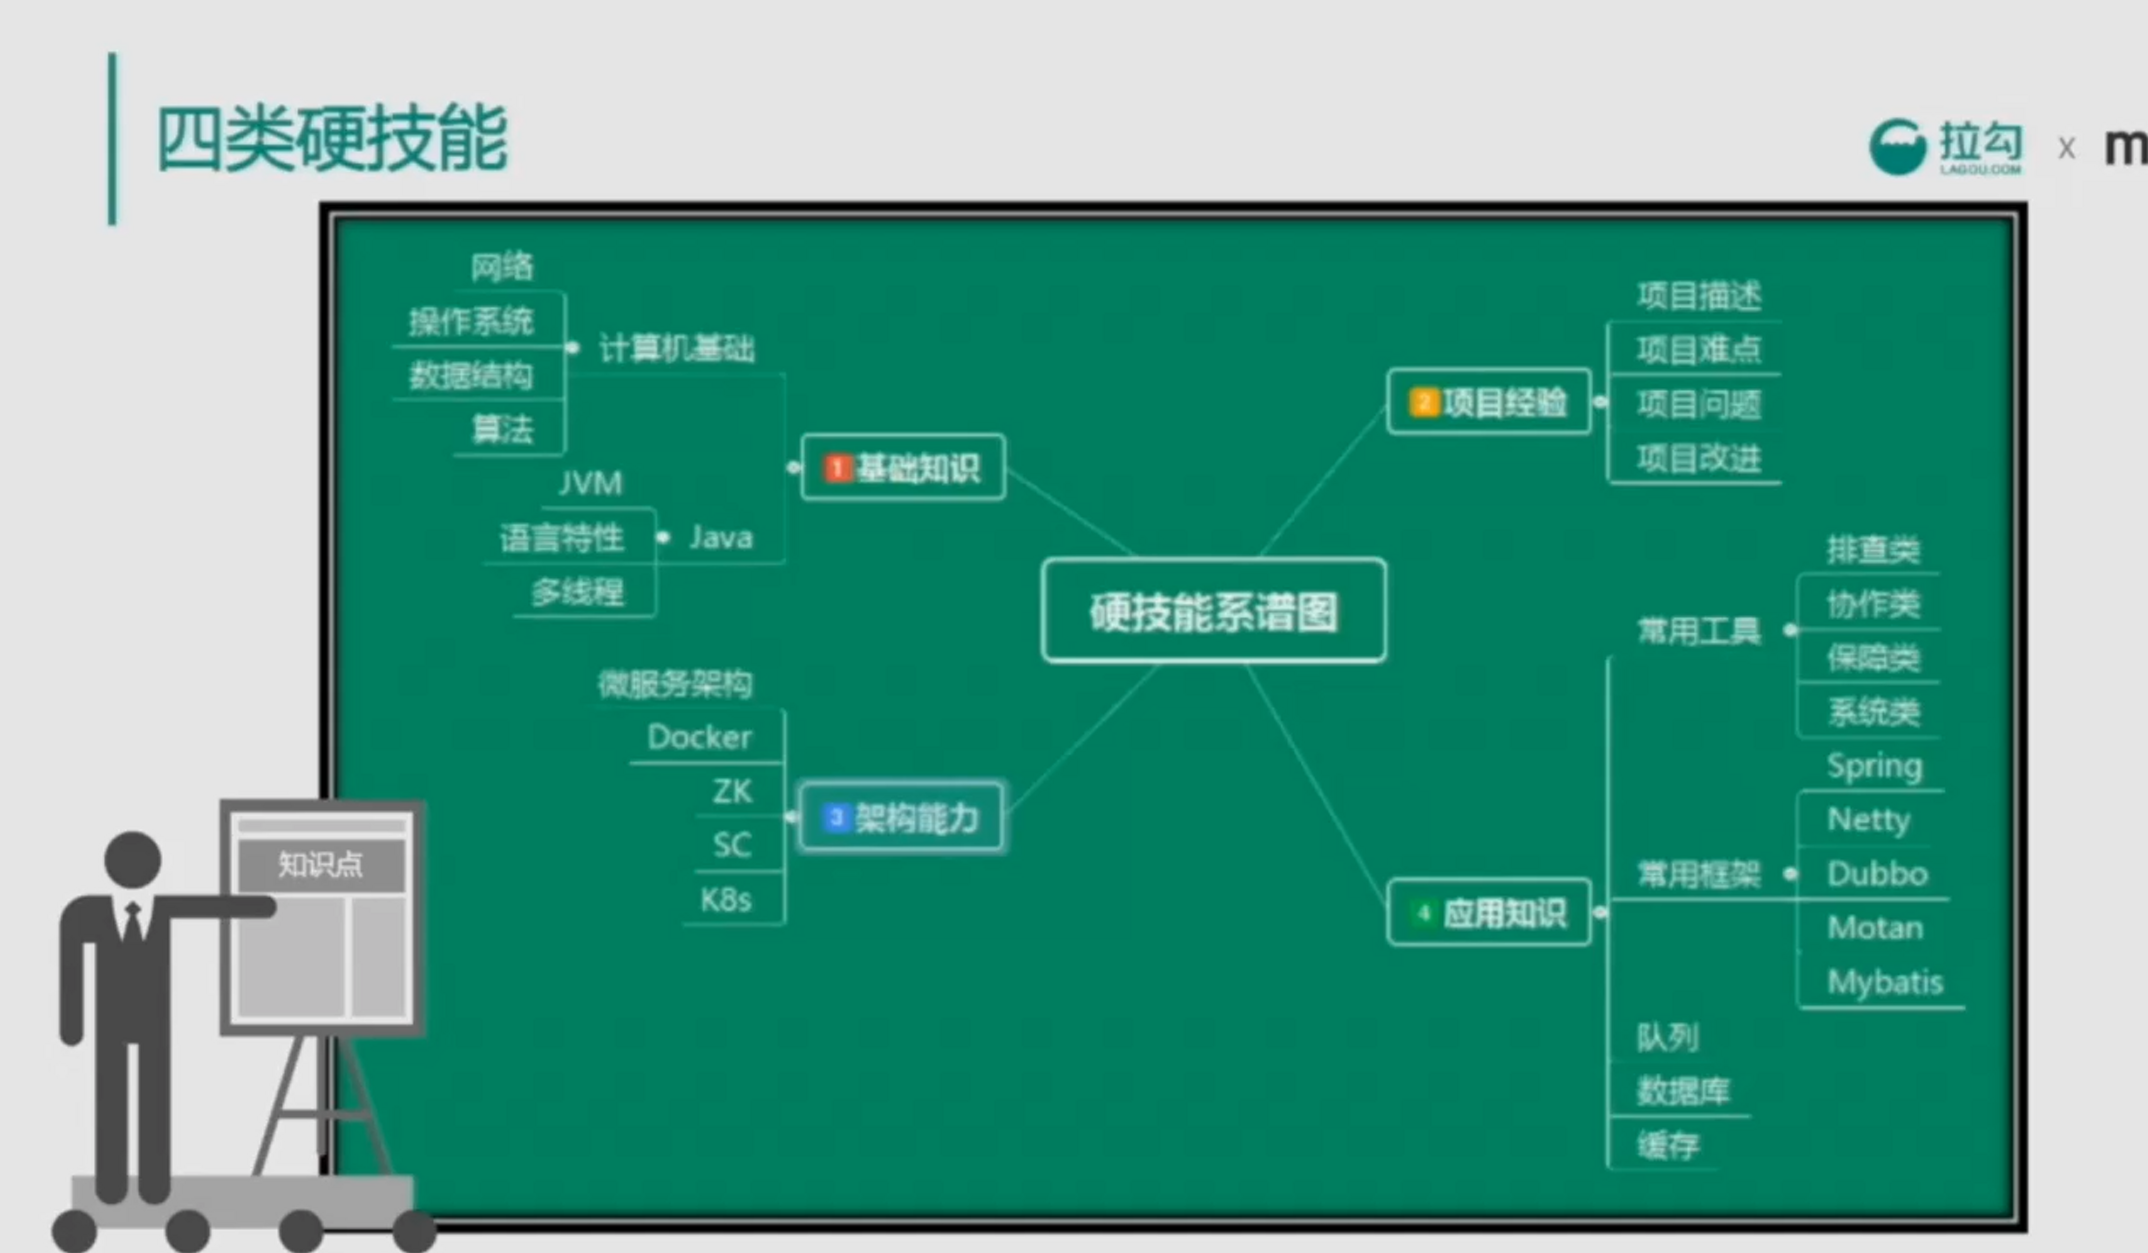 四类硬技能
拉勾 x m
LAGOU.COM
硬技能系谱图
1 基础知识
计算机基础
网络
操作系统
数据结构
算法
Java
JVM
语言特性
多线程
2 项目经验
项目描述
项目难点
项目问题
项目改进
3 架构能力
微服务架构
Docker
ZK
SC
K8s
4 应用知识
常用工具
排查类
协作类
保障类
系统类
常用框架
Spring
Netty
Dubbo
Motan
Mybatis
队列
数据库
缓存
知识点